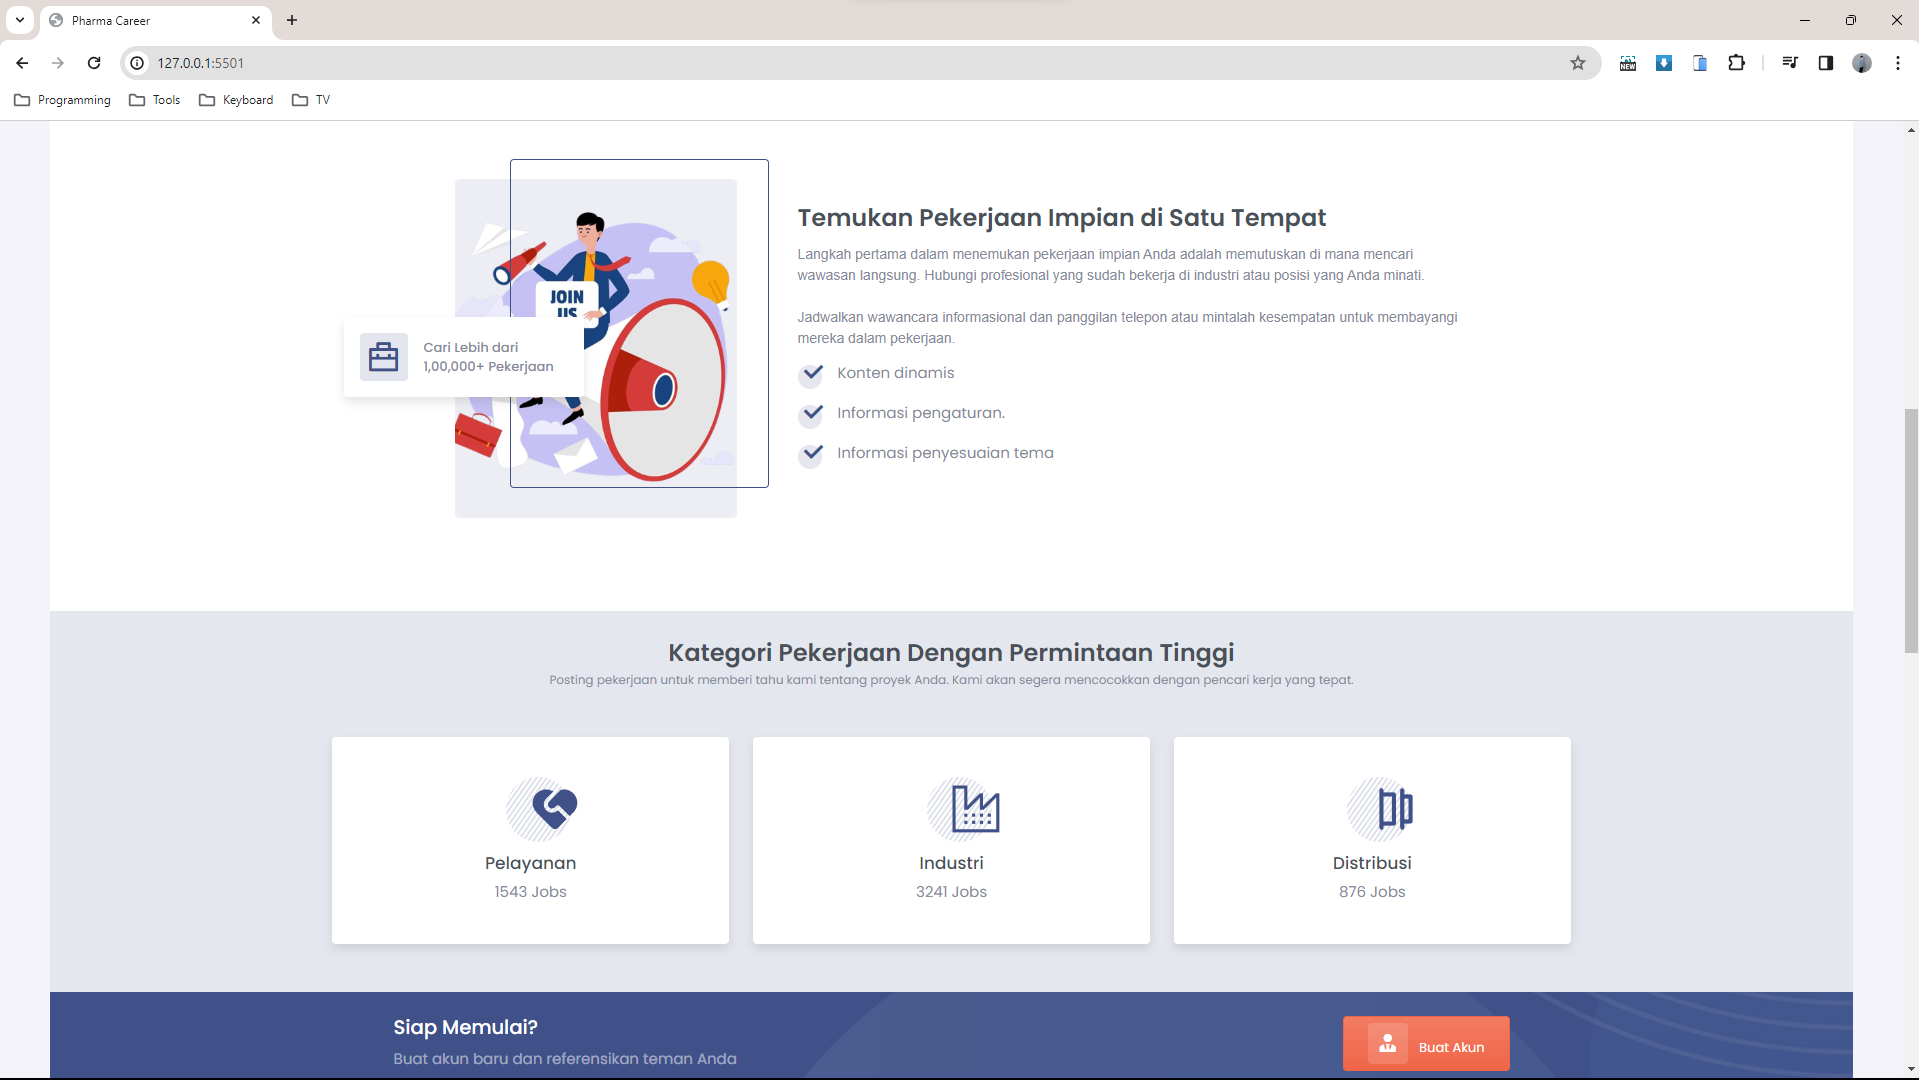 Pharma Career
127.0.0.1:5501
NEW
Programming
Tools
Keyboard
TV
JOIN
US
Cari Lebih dari
1,00,000+ Pekerjaan
Temukan Pekerjaan Impian di Satu Tempat
Langkah pertama dalam menemukan pekerjaan impian Anda adalah memutuskan di mana mencari
wawasan langsung. Hubungi profesional yang sudah bekerja di industri atau posisi yang Anda minati.
Jadwalkan wawancara informasional dan panggilan telepon atau mintalah kesempatan untuk membayangi
mereka dalam pekerjaan.
Konten dinamis
Informasi pengaturan.
Informasi penyesuaian tema
Kategori Pekerjaan Dengan Permintaan Tinggi
Posting pekerjaan untuk memberi tahu kami tentang proyek Anda. Kami akan segera mencocokkan dengan pencari kerja yang tepat.
Pelayanan
1543 Jobs
Industri
3241 Jobs
Distribusi
876 Jobs
Siap Memulai?
Buat akun baru dan referensikan teman Anda
Buat Akun